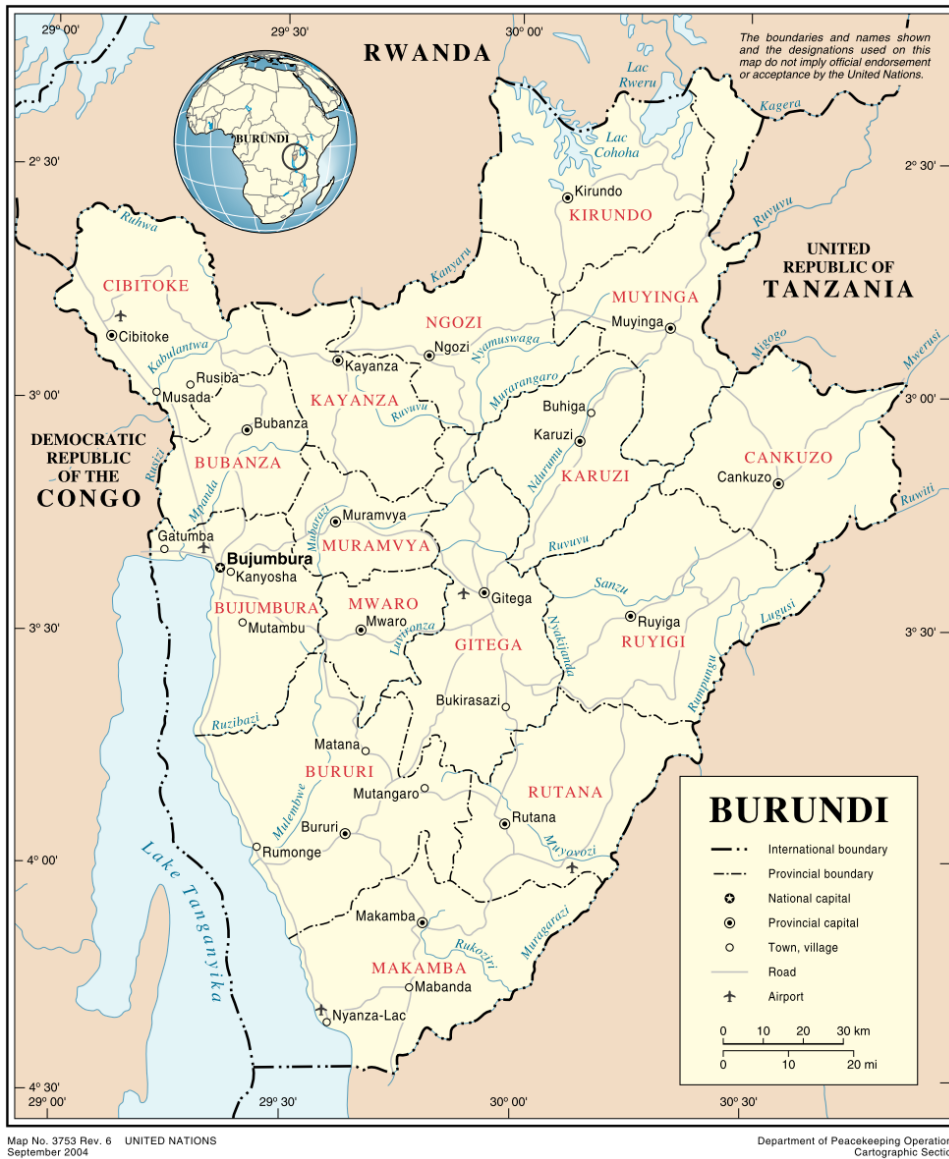 29° 00'
29° 30'
30° 00'
RWANDA
The boundaries and names shown
and the designations used on this
map do not imply official endorsement
or acceptance by the United Nations.
Lac
Rweru
Kagera
BURUNDI
Lac
Cohoha
2° 30'
2° 30'
Kirundo
KIRUNDO
Ruvuvu
Ruhwa
Kanyaru
UNITED
REPUBLIC OF
TANZANIA
CIBITOKE
MUYINGA
NGOZI
Muyinga
Cibitoke
Kabulantwa
Ngozi
Nyamuswaga
Migogo
Mwerusi
Kayanza
Rusiba
Musada
KAYANZA
Murarangaro
3° 00'
3° 00'
Ruvuvu
Buhiga
Bubanza
Karuzi
DEMOCRATIC
REPUBLIC
OF THE
CONGO
Rusizi
BUBANZA
Ndurumu
KARUZI
CANKUZO
Cankuzo
Mpanda
Ruwiti
Mubarazi
Muramvya
Gatumba
MURAMVYA
Ruvuvu
Bujumbura
Kanyosha
Sanzu
BUJUMBURA
MWARO
Gitega
Lugusi
Mutambu
Mwaro
Luvironza
GITEGA
Nyakijanda
Ruyiga
RUYIGI
3° 30'
3° 30'
Rumpungu
Bukirasazi
Ruzibazi
Matana
BURURI
Mutangaro
RUTANA
Mulembwe
Bururi
Rutana
Muyovozi
Rumonge
4° 00'
4° 00'
Lake Tanganyika
Makamba
Muragarazi
Rukoziri
MAKAMBA
Mabanda
Nyanza-Lac
4° 30'
BURUNDI
International boundary
Provincial boundary
National capital
Provincial capital
Town, village
Road
Airport
0 10 20 30 km
0 10 20 mi
29° 00'
29° 30'
30° 00'
30° 30'
Map No. 3753 Rev. 6 UNITED NATIONS
September 2004
Department of Peacekeeping Operation
Cartographic Sectio